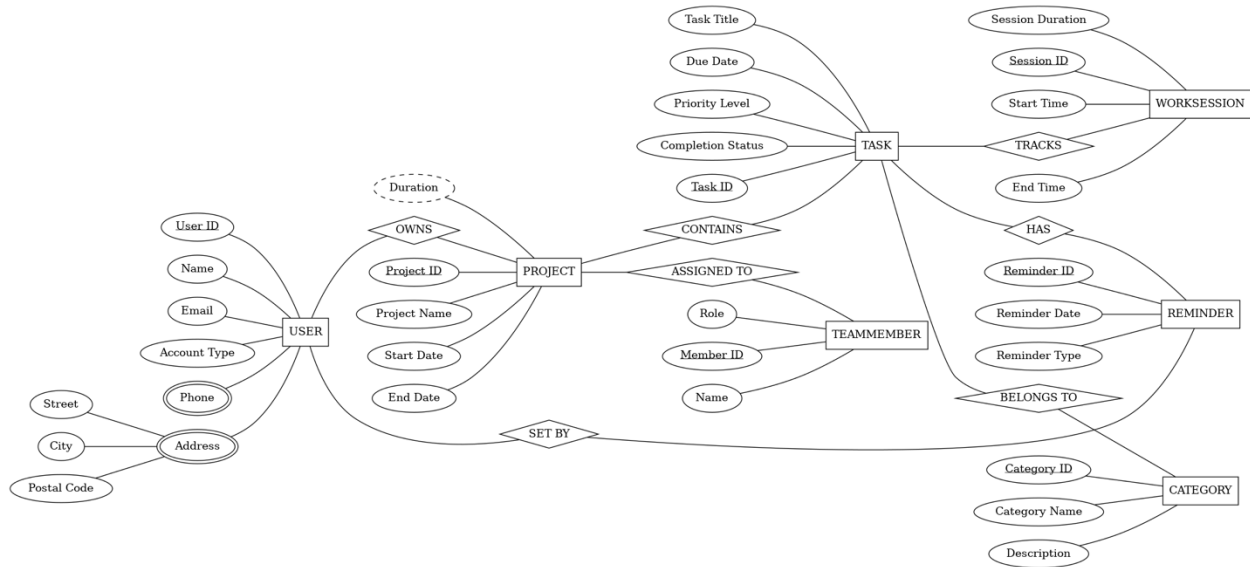 Task Title
Due Date
Priority Level
Completion Status
Task ID
TASK
Session Duration
Session ID
Start Time
End Time
WORKSESSION
TRACKS
HAS
Duration
OWNS
Project ID
Project Name
Start Date
End Date
PROJECT
CONTAINS
ASSIGNED TO
User ID
Name
Email
Account Type
Phone
Address
USER
Street
City
Postal Code
Role
Member ID
Name
TEAMMEMBER
Reminder ID
Reminder Date
Reminder Type
REMINDER
SET BY
BELONGS TO
Category ID
Category Name
Description
CATEGORY